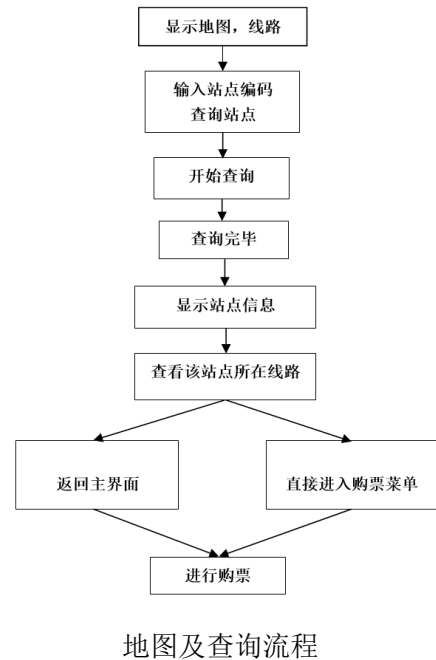 显示地图，线路
输入站点编码
查询站点
开始查询
查询完毕
显示站点信息
查看该站点所在线路
返回主界面
直接进入购票菜单
进行购票
地图及查询流程